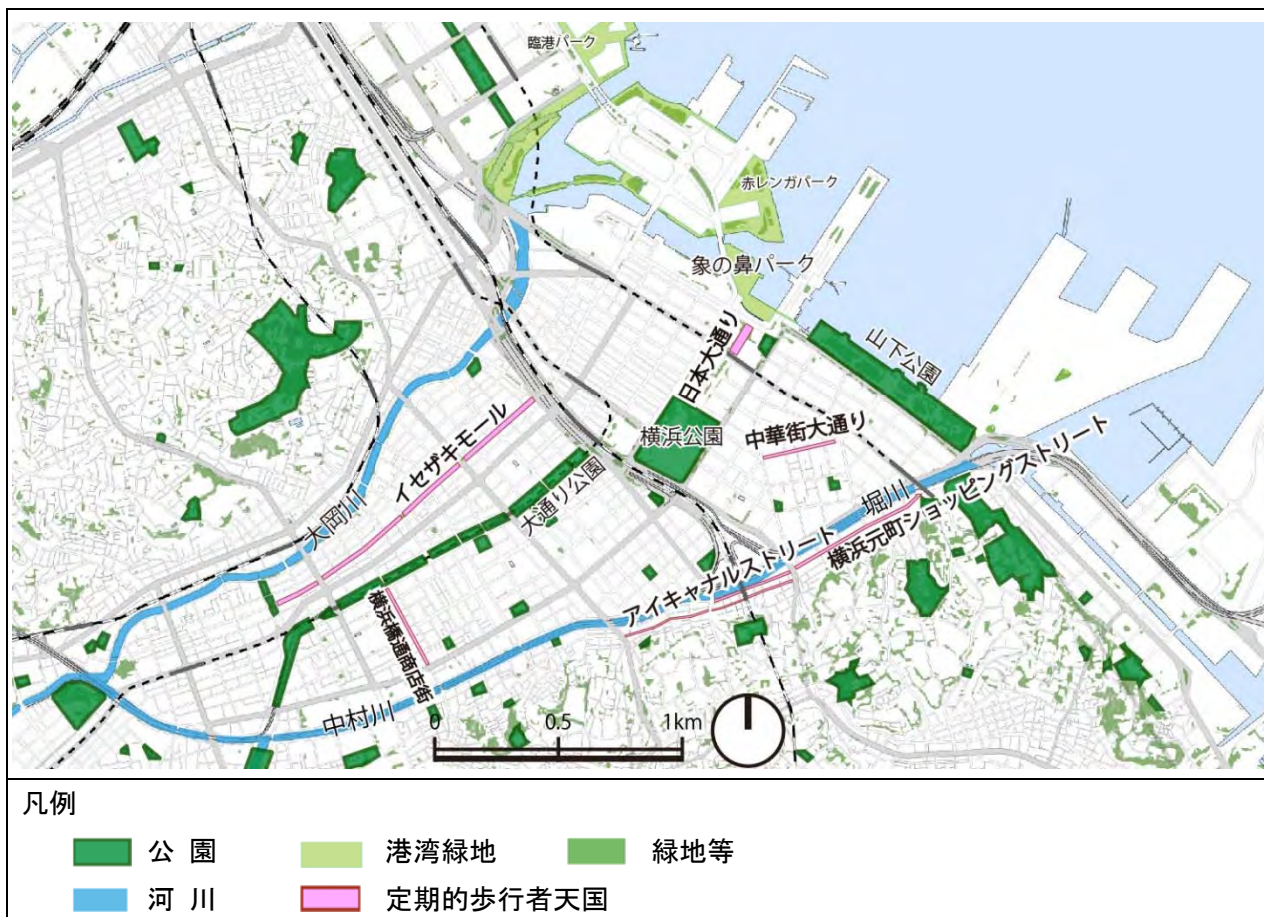 臨港パーク
赤レンガパーク
象の鼻パーク
日本大通り
山下公園
横浜公園
中華街大通り
イセザキモール
大通り公園
大岡川
堀川
横浜元町ショッピングストリート
アイキャナルストリート
横浜橋通商店街
中村川
0 0.5 1km
凡例
公 園 港湾緑地 緑地等
河 川 定期的歩行者天国